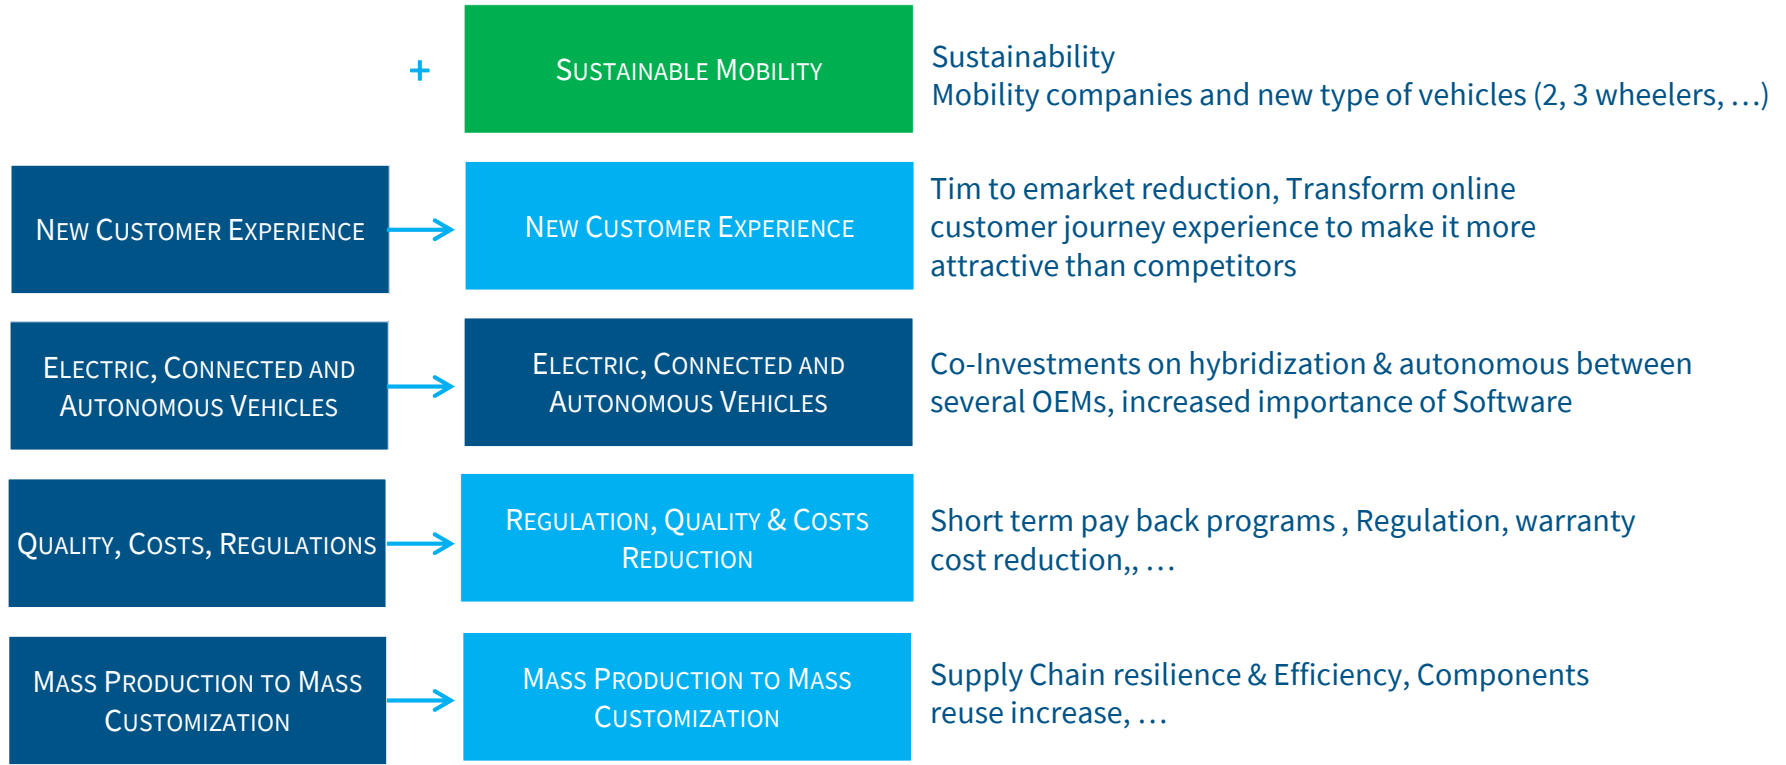 +
SUSTAINABLE MOBILITY
Sustainability
Mobility companies and new type of vehicles (2, 3 wheelers, …)
NEW CUSTOMER EXPERIENCE
NEW CUSTOMER EXPERIENCE
Tim to emarket reduction, Transform online
customer journey experience to make it more
attractive than competitors
ELECTRIC, CONNECTED AND
AUTONOMOUS VEHICLES
ELECTRIC, CONNECTED AND
AUTONOMOUS VEHICLES
Co-Investments on hybridization & autonomous between
several OEMs, increased importance of Software
QUALITY, COSTS, REGULATIONS
REGULATION, QUALITY & COSTS
REDUCTION
Short term pay back programs , Regulation, warranty
cost reduction,, …
MASS PRODUCTION TO MASS
CUSTOMIZATION
MASS PRODUCTION TO MASS
CUSTOMIZATION
Supply Chain resilience & Efficiency, Components
reuse increase, …